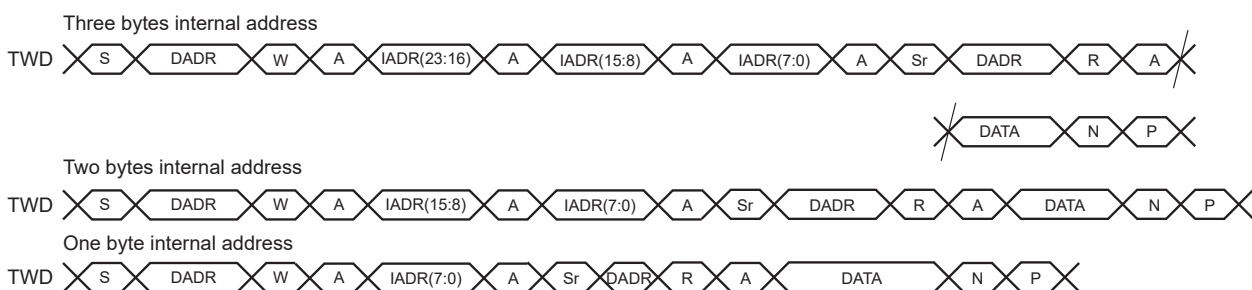 Three bytes internal address
TWD S DADR W A IADR(23:16) A IADR(15:8) A IADR(7:0) A Sr DADR R A
DATA N P
Two bytes internal address
TWD S DADR W A IADR(15:8) A IADR(7:0) A Sr DADR R A DATA N P
One byte internal address
TWD S DADR W A IADR(7:0) A Sr DADR R A DATA N P